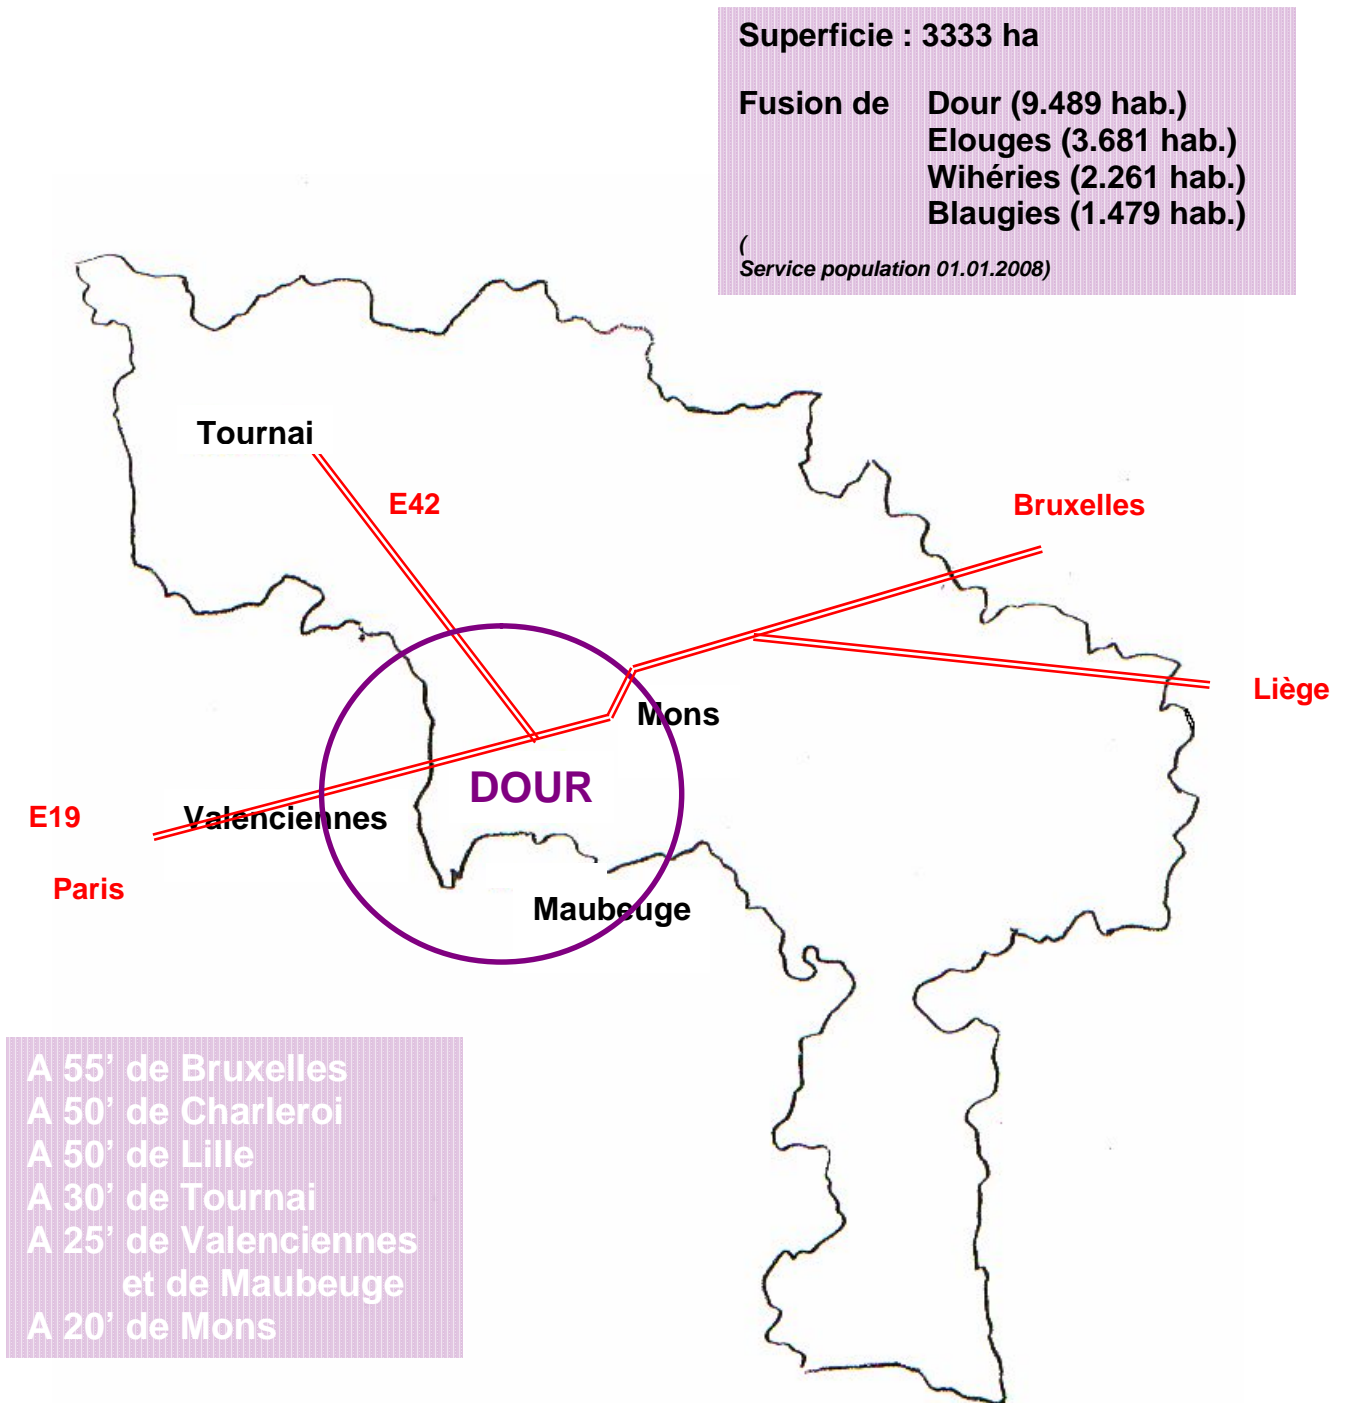 Superficie : 3333 ha
Fusion de Dour (9.489 hab.)
Elouges (3.681 hab.)
Wihéries (2.261 hab.)
Blaugies (1.479 hab.)
(
Service population 01.01.2008)
Tournai
E42
Bruxelles
Liège
Mons
DOUR
E19
Valenciennes
Paris
Maubeuge
A 55’ de Bruxelles
A 50’ de Charleroi
A 50’ de Lille
A 30’ de Tournai
A 25’ de Valenciennes
et de Maubeuge
A 20’ de Mons